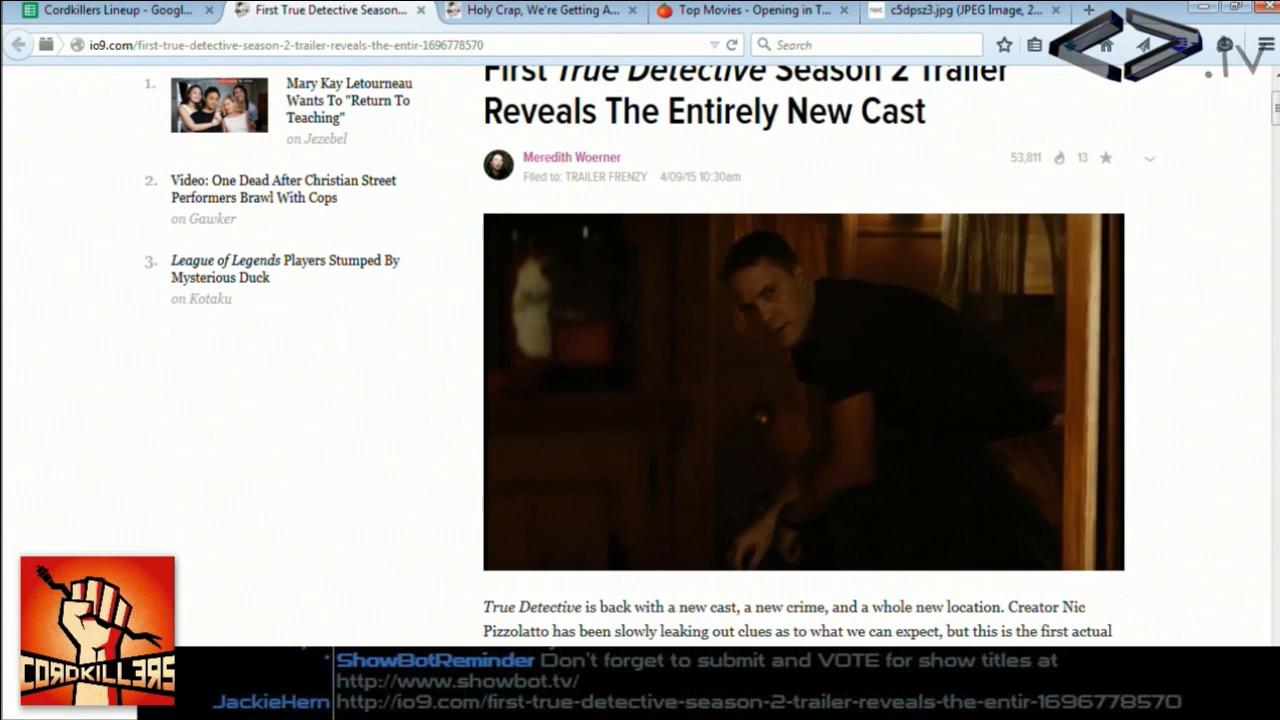 Cordkillers Lineup - Googl...
First True Detective Season...
Holy Crap, We're Getting A...
Top Movies - Opening in T...
c5dpsz3.jpg (JPEG Image, 2...
io9.com/first-true-detective-season-2-trailer-reveals-the-entir-1696778570
Search
.TV
1.
Mary Kay Letourneau
Wants To "Return To
Teaching"
on Jezebel
2.
Video: One Dead After Christian Street
Performers Brawl With Cops
on Gawker
3.
League of Legends Players Stumped By
Mysterious Duck
on Kotaku
First True Detective Season 2 Trailer
Reveals The Entirely New Cast
Meredith Woerner
53,811
13
Filed to: TRAILER FRENZY 4/09/15 10:30am
True Detective is back with a new cast, a new crime, and a whole new location. Creator Nic
Pizzolatto has been slowly leaking out clues as to what we can expect, but this is the first actual
CORDKILLERS
ShowBotReminder Don't forget to submit and VOTE for show titles at
http://www.showbot.tv/
JackieHern http://io9.com/first-true-detective-season-2-trailer-reveals-the-entir-1696778570